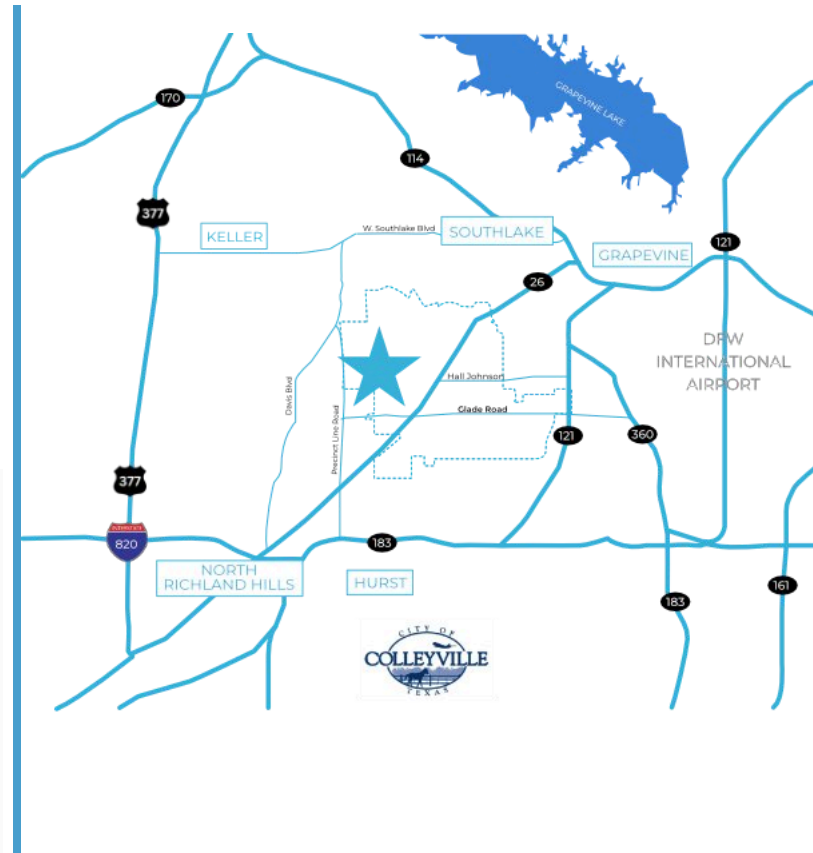 GRAPEVINE LAKE
170
114
377
W. Southlake Blvd
SOUTHLAKE
KELLER
121
GRAPEVINE
26
DFW
INTERNATIONAL
AIRPORT
Hall Johnson
Davis Blvd
Glade Road
Precinct Line Road
121
360
377
INTERSTATE
820
183
NORTH
RICHLAND HILLS
HURST
161
183
CITY OF
COLLEYVILLE
TEXAS